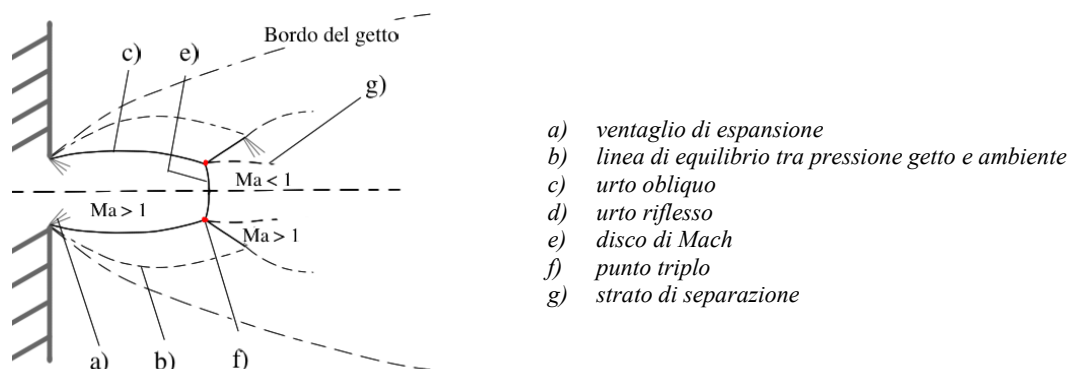 Bordo del getto
c)
e)
g)
Ma < 1
Ma > 1
Ma > 1
a)
b)
f)
a) ventaglio di espansione
b) linea di equilibrio tra pressione getto e ambiente
c) urto obliquo
d) urto riflesso
e) disco di Mach
f) punto triplo
g) strato di separazione